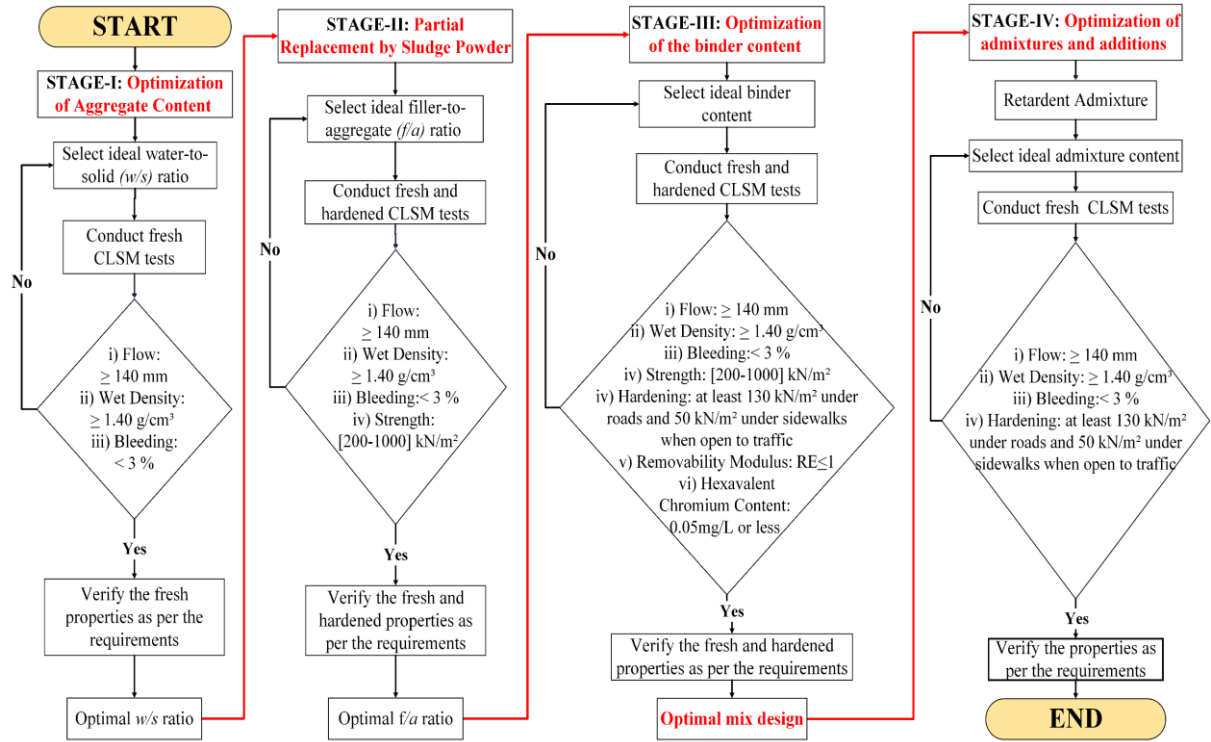 START
STAGE-I: Optimization
of Aggregate Content
Select ideal water-to-
solid (w/s) ratio
Conduct fresh
CLSM tests
No
i) Flow:
≥ 140 mm
ii) Wet Density:
≥ 1.40 g/cm³
iii) Bleeding:
< 3 %
Yes
Verify the fresh
properties as per the
requirements
Optimal w/s ratio
STAGE-II: Partial
Replacement by Sludge Powder
Select ideal filler-to-
aggregate (f/a) ratio
Conduct fresh and
hardened CLSM tests
No
i) Flow:
≥ 140 mm
ii) Wet Density:
≥ 1.40 g/cm³
iii) Bleeding:< 3 %
iv) Strength:
[200-1000] kN/m²
Yes
Verify the fresh and
hardened properties as
per the requirements
Optimal f/a ratio
STAGE-III: Optimization
of the binder content
Select ideal binder
content
Conduct fresh and
hardened CLSM tests
No
i) Flow: ≥ 140 mm
ii) Wet Density: ≥ 1.40 g/cm³
iii) Bleeding:< 3 %
iv) Strength: [200-1000] kN/m²
iv) Hardening: at least 130 kN/m² under
roads and 50 kN/m² under sidewalks
when open to traffic
v) Removability Modulus: RE≤1
vi) Hexavalent
Chromium Content:
0.05mg/L or less
Yes
Verify the fresh and hardened
properties as per the requirements
Optimal mix design
STAGE-IV: Optimization of
admixtures and additions
Retardent Admixture
Select ideal admixture content
Conduct fresh CLSM tests
No
i) Flow: ≥ 140 mm
ii) Wet Density: ≥ 1.40 g/cm³
iii) Bleeding:< 3 %
iv) Hardening: at least 130 kN/m²
under roads and 50 kN/m² under
sidewalks when open to traffic
Yes
Verify the properties as
per the requirements
END